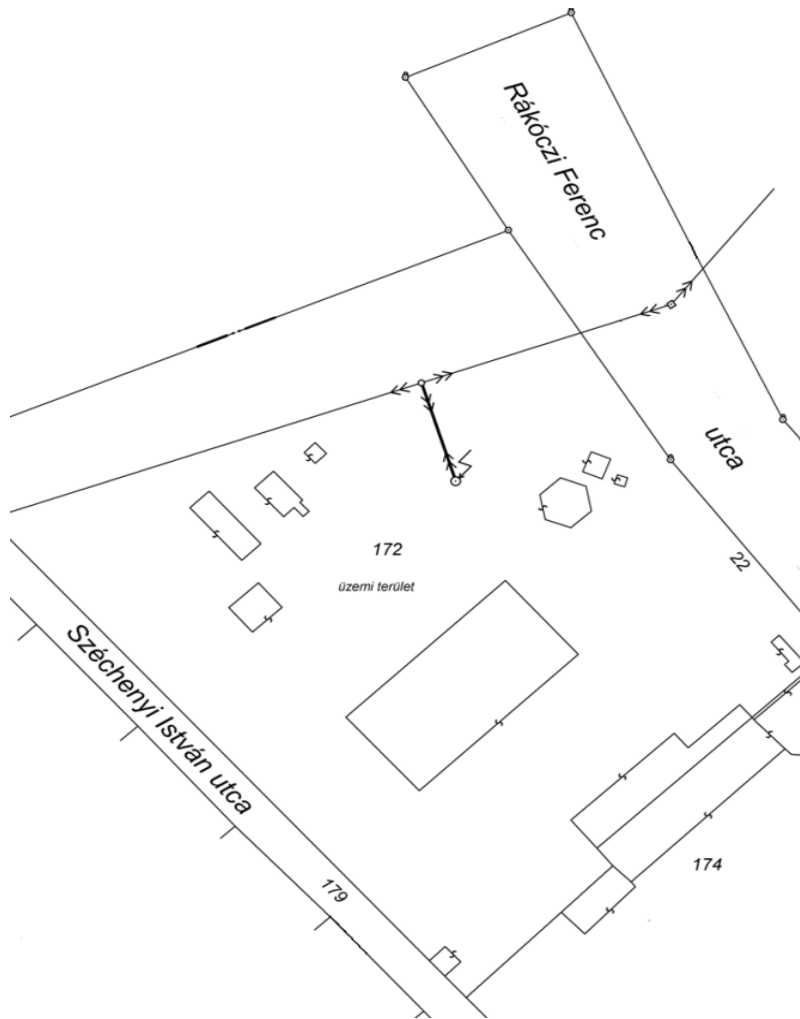 Rákóczi Ferenc
utca
172
üzemi terület
22
Széchenyi István utca
174
179